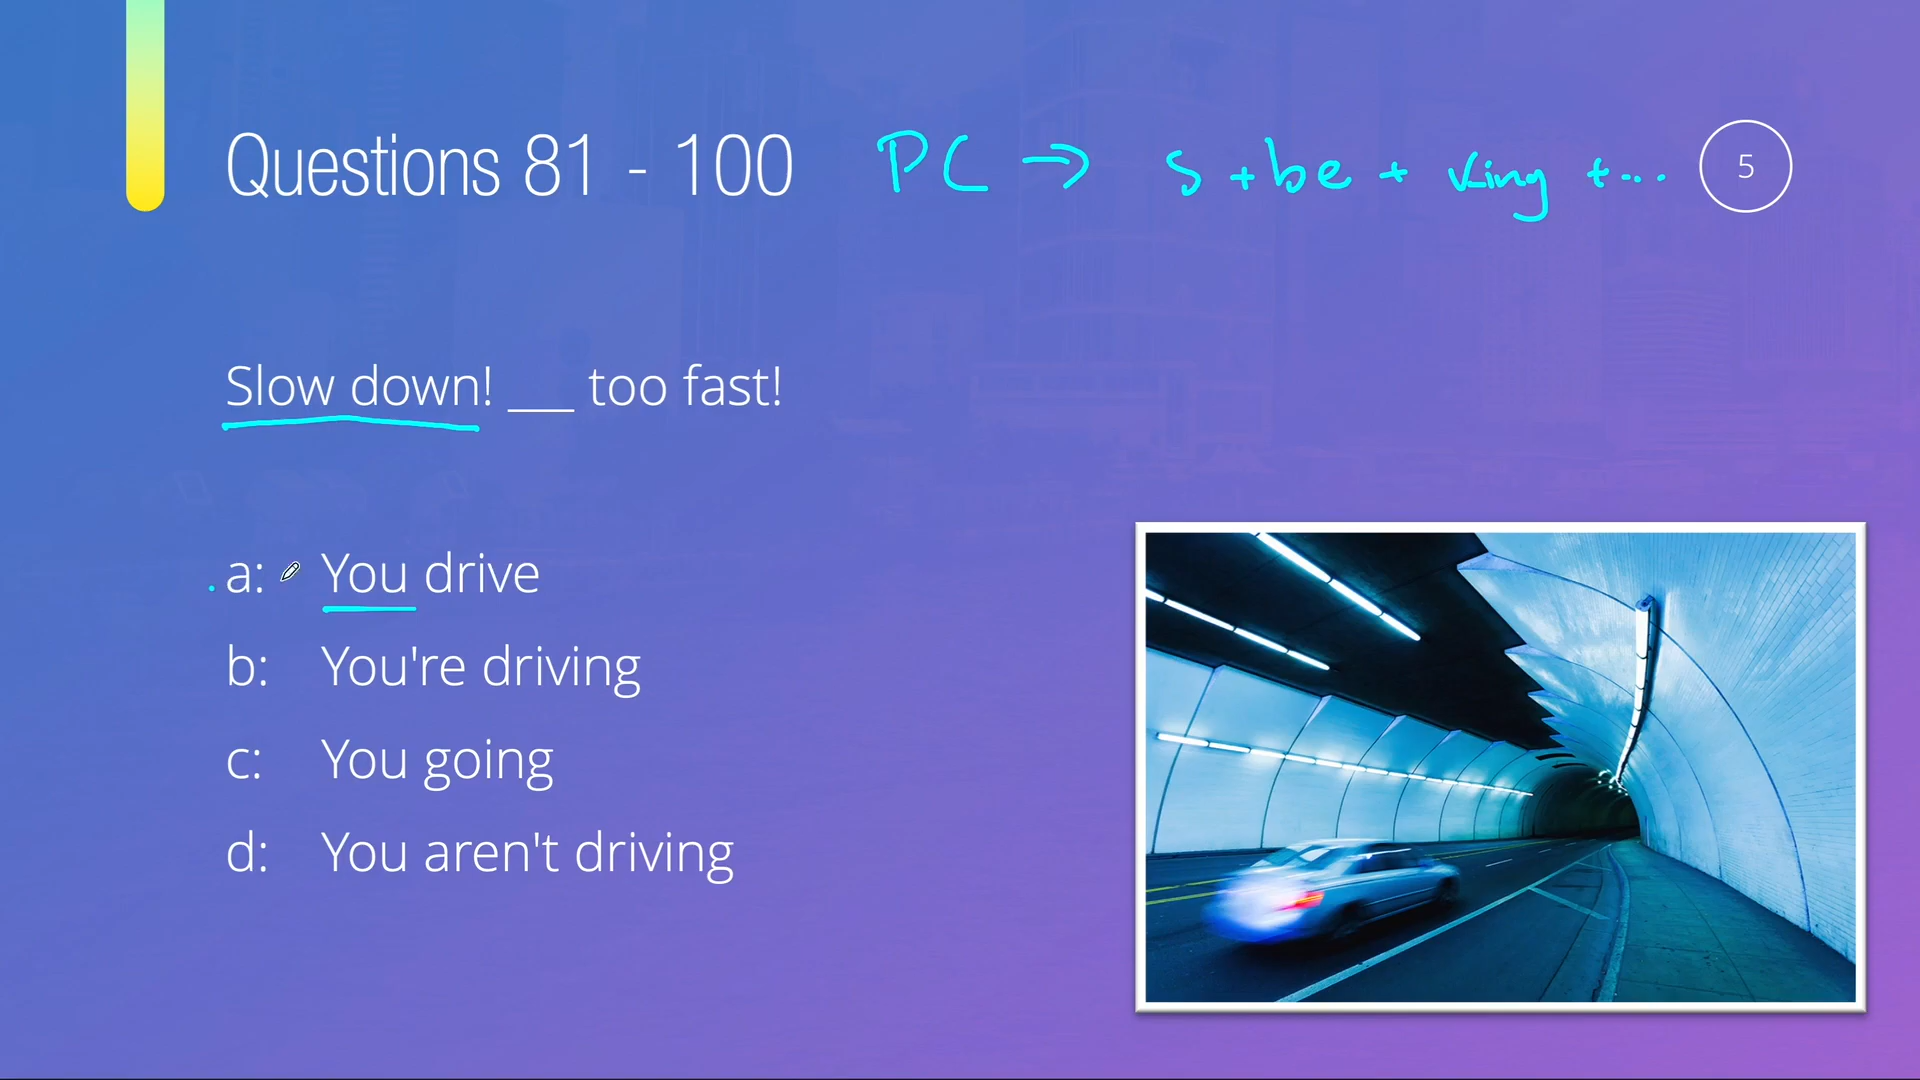 Questions 81 - 100 PC → S + be + Ving + ... 5
Slow down! ___ too fast!
a: You drive
b: You're driving
c: You going
d: You aren't driving